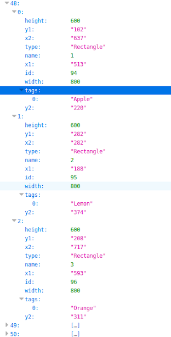 48:
0:
height: 600
y1: "162"
x2: "637"
type: "Rectangle"
name: 1
x1: "513"
id: 94
width: 800
tags:
0: "Apple"
y2: "220"
1:
height: 600
y1: "282"
x2: "282"
type: "Rectangle"
name: 2
x1: "188"
id: 95
width: 800
tags:
0: "Lemon"
y2: "374"
2:
height: 600
y1: "268"
x2: "717"
type: "Rectangle"
name: 3
x1: "593"
id: 96
width: 800
tags:
0: "Orange"
y2: "311"
49: […]
50: […]